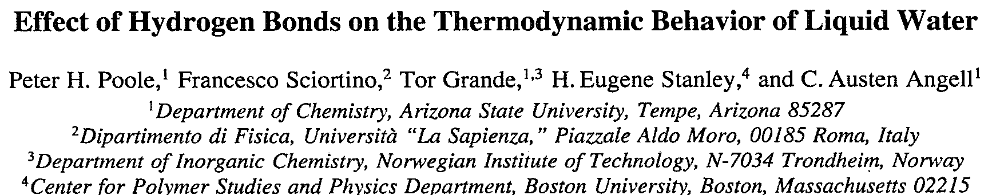 Effect of Hydrogen Bonds on the Thermodynamic Behavior of Liquid Water
Peter H. Poole,¹ Francesco Sciortino,² Tor Grande,¹,³ H. Eugene Stanley,⁴ and C. Austen Angell¹
¹Department of Chemistry, Arizona State University, Tempe, Arizona 85287
²Dipartimento di Fisica, Università “La Sapienza,” Piazzale Aldo Moro, 00185 Roma, Italy
³Department of Inorganic Chemistry, Norwegian Institute of Technology, N-7034 Trondheim, Norway
⁴Center for Polymer Studies and Physics Department, Boston University, Boston, Massachusetts 02215